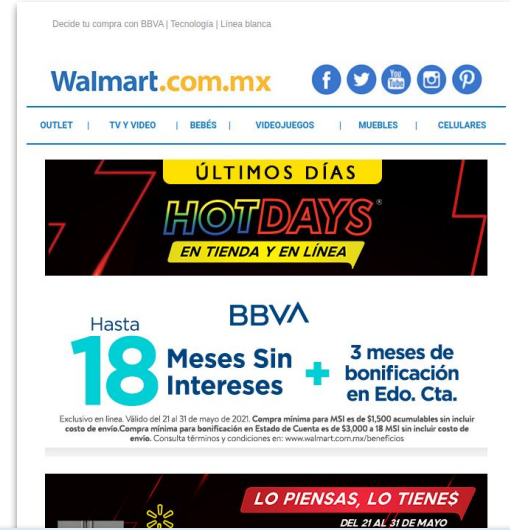 Decide tu compra con BBVA | Tecnología | Línea blanca
Walmart.com.mx
You
Tube
OUTLET | TV Y VIDEO | BEBÉS | VIDEOJUEGOS | MUEBLES | CELULARES
ÚLTIMOS DÍAS
HOTDAYS®
EN TIENDA Y EN LÍNEA
BBVA
Hasta
18 Meses Sin
Intereses
+
3 meses de
bonificación
en Edo. Cta.
Exclusivo en línea. Válido del 21 al 31 de mayo de 2021. Compra mínima para MSI es de $1,500 acumulables sin incluir
costo de envío.Compra mínima para bonificación en Estado de Cuenta es de $3,000 a 18 MSI sin incluir costo de
envío. Consulta términos y condiciones en: www.walmart.com.mx/beneficios
LO PIENSAS, LO TIENE$
DEL 21 AL 31 DE MAYO